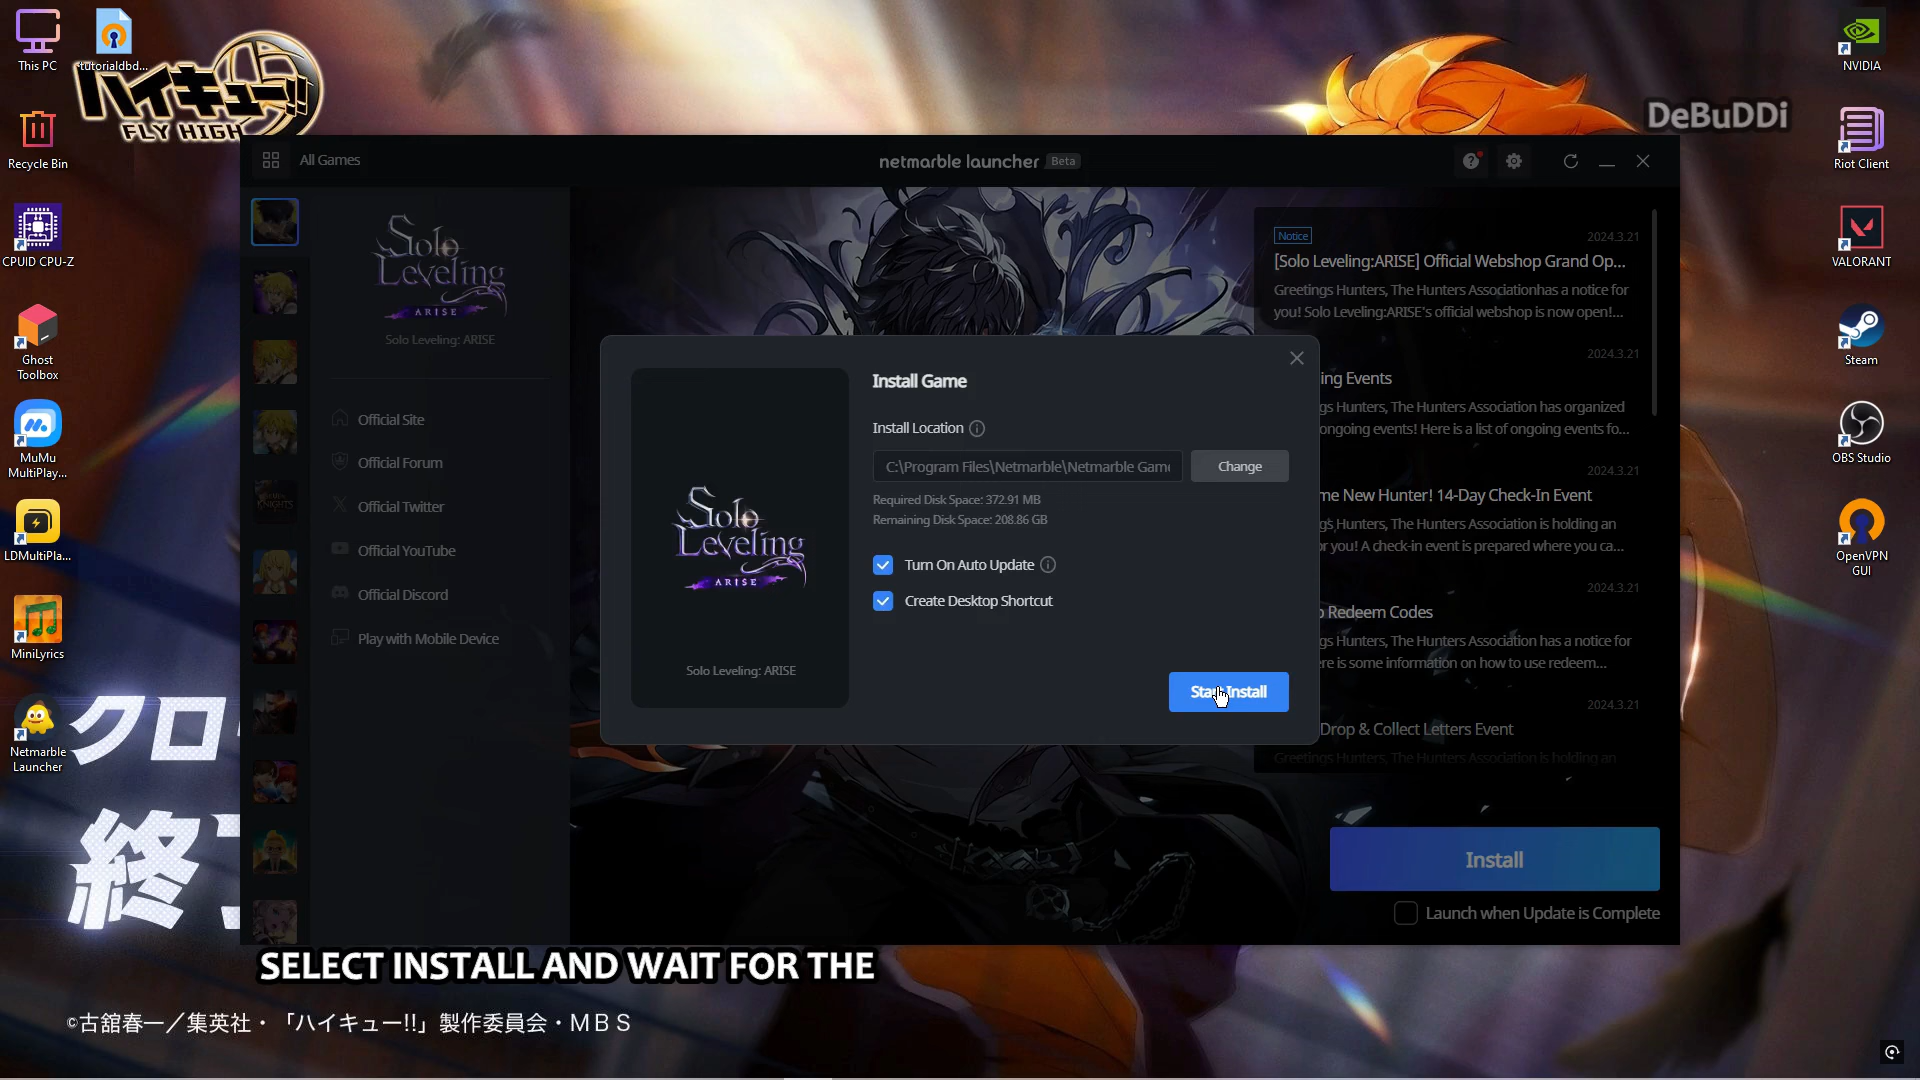 This PC
tutorialdbd...
Recycle Bin
CPUID CPU-Z
Ghost
Toolbox
MuMu
MultiPlay...
LDMultiPla...
MiniLyrics
Netmarble
Launcher
ハイキュー!!
FLY HIGH
DeBuDDi
NVIDIA
Riot Client
VALORANT
Steam
OBS Studio
OpenVPN
GUI
All Games
netmarble launcher Beta
Solo
Leveling
ARISE
Solo Leveling: ARISE
Official Site
Official Forum
Official Twitter
Official YouTube
Official Discord
Play with Mobile Device
Notice
2024.3.21
[Solo Leveling:ARISE] Official Webshop Grand Op...
Greetings Hunters, The Hunters Associationhas a notice for
you! Solo Leveling:ARISE's official webshop is now open!...
2024.3.21
ing Events
gs Hunters, The Hunters Association has organized
ongoing events! Here is a list of ongoing events fo...
2024.3.21
me New Hunter! 14-Day Check-In Event
gs Hunters, The Hunters Association is holding an
or you! A check-in event is prepared where you ca...
2024.3.21
Redeem Codes
gs Hunters, The Hunters Association has a notice for
re is some information on how to use redeem...
2024.3.21
Drop & Collect Letters Event
Greetings Hunters, The Hunters Association is holding an
Install Game
Install Location
C:\Program Files\Netmarble\Netmarble Game
Change
Required Disk Space: 372.91 MB
Remaining Disk Space: 208.86 GB
Turn On Auto Update
Create Desktop Shortcut
Solo
Leveling
ARISE
Solo Leveling: ARISE
Start Install
Install
Launch when Update is Complete
クロ
終
SELECT INSTALL AND WAIT FOR THE
©古舘春一／集英社・「ハイキュー!!」製作委員会・MBS